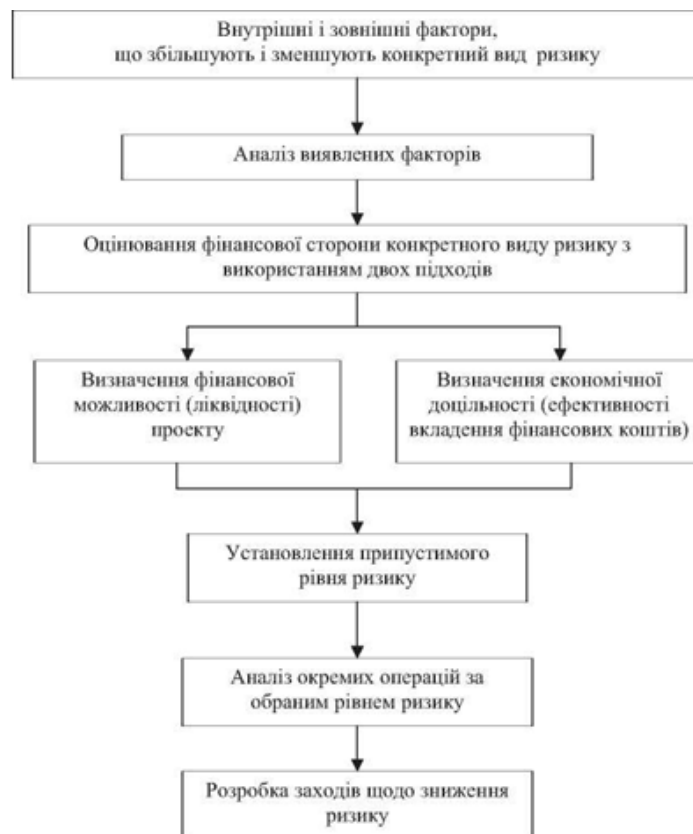 Внутрішні і зовнішні фактори,
що збільшують і зменшують конкретний вид ризику
Аналіз виявлених факторів
Оцінювання фінансової сторони конкретного виду ризику з
використанням двох підходів
Визначення фінансової
можливості (ліквідності)
проекту
Визначення економічної
доцільності (ефективності
вкладення фінансових коштів)
Установлення припустимого
рівня ризику
Аналіз окремих операцій за
обраним рівнем ризику
Розробка заходів щодо зниження
ризику